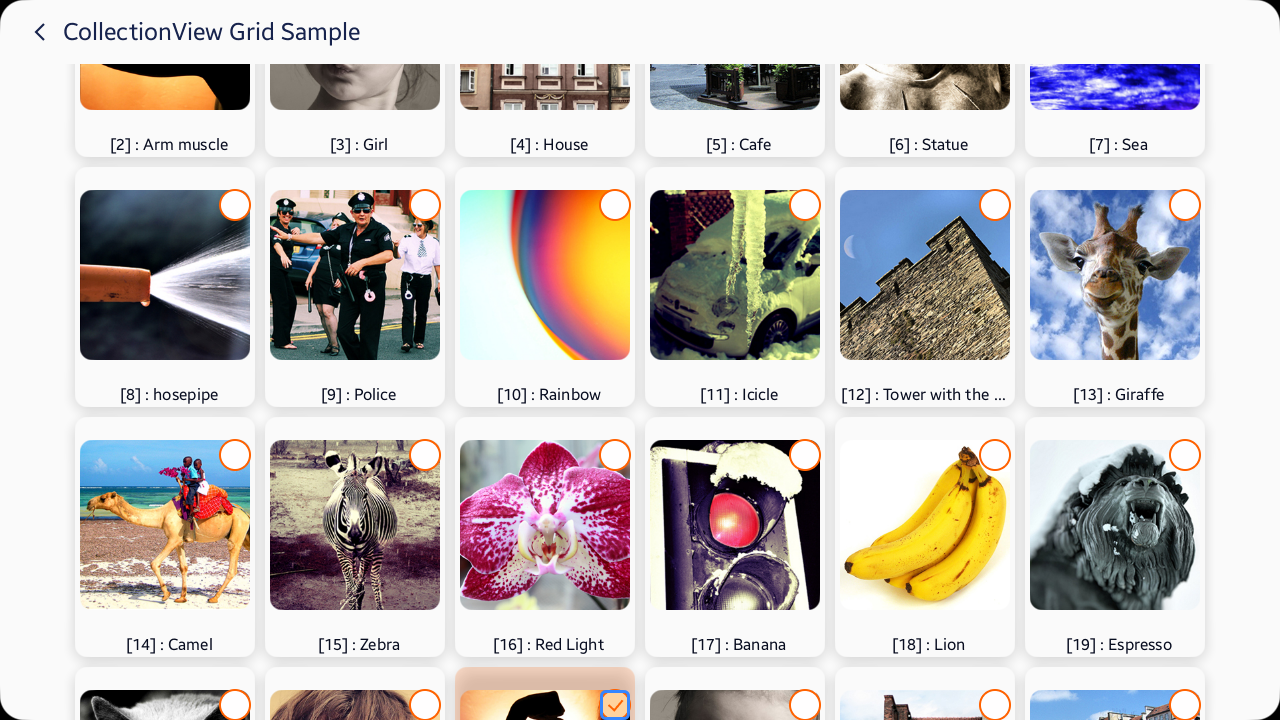 CollectionView Grid Sample
[2] : Arm muscle
[3] : Girl
[4] : House
[5] : Cafe
[6] : Statue
[7] : Sea
[8] : hosepipe
[9] : Police
[10] : Rainbow
[11] : Icicle
[12] : Tower with the ...
[13] : Giraffe
[14] : Camel
[15] : Zebra
[16] : Red Light
[17] : Banana
[18] : Lion
[19] : Espresso